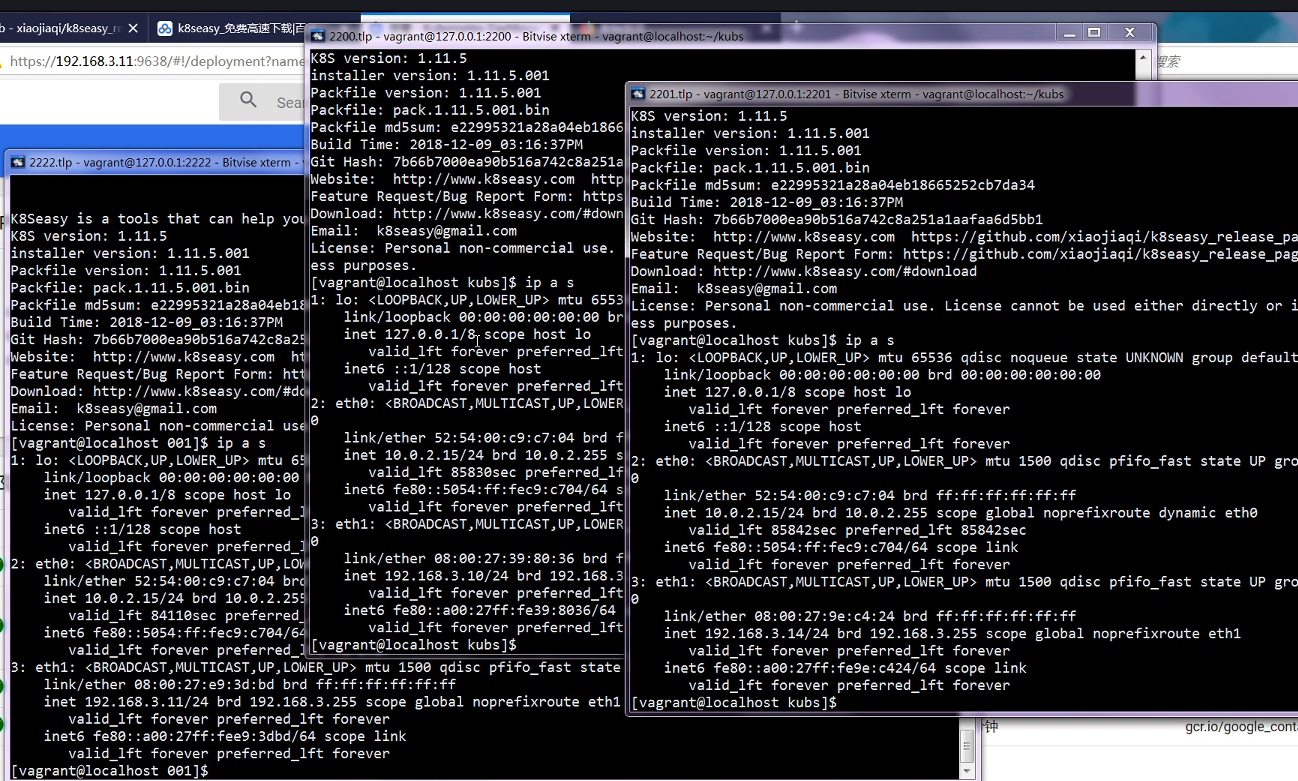 b - xiaojiaqi/k8seasy_re
k8seasy_免费高速下载|百
https://192.168.3.11:9638/#!/deployment?name
搜索
Sea
2200.tlp - vagrant@127.0.0.1:2200 - Bitvise xterm - vagrant@localhost:~/kubs
K8S version: 1.11.5
installer version: 1.11.5.001
Packfile version: 1.11.5.001
Packfile: pack.1.11.5.001.bin
Packfile md5sum: e22995321a28a04eb1866
Build Time: 2018-12-09_03:16:37PM
Git Hash: 7b66b7000ea90b516a742c8a251a
Website:  http://www.k8seasy.com  http
Feature Request/Bug Report Form: https
Download: http://www.k8seasy.com/#down
Email:  k8seasy@gmail.com
License: Personal non-commercial use.
ess purposes.
[vagrant@localhost kubs]$ ip a s
1: lo: <LOOPBACK,UP,LOWER_UP> mtu 6553
    link/loopback 00:00:00:00:00:00 br
    inet 127.0.0.1/8 scope host lo
       valid_lft forever preferred_lft
    inet6 ::1/128 scope host
       valid_lft forever preferred_lft
2: eth0: <BROADCAST,MULTICAST,UP,LOWER
0
    link/ether 52:54:00:c9:c7:04 brd f
    inet 10.0.2.15/24 brd 10.0.2.255 s
       valid_lft 85830sec preferred_lft
    inet6 fe80::5054:ff:fec9:c704/64 s
       valid_lft forever preferred_lft
3: eth1: <BROADCAST,MULTICAST,UP,LOWER
0
    link/ether 08:00:27:39:80:36 brd f
    inet 192.168.3.10/24 brd 192.168.3
       valid_lft forever preferred_lft
    inet6 fe80::a00:27ff:fe39:8036/64
       valid_lft forever preferred_lft
[vagrant@localhost kubs]$
2201.tlp - vagrant@127.0.0.1:2201 - Bitvise xterm - vagrant@localhost:~/kubs
K8S version: 1.11.5
installer version: 1.11.5.001
Packfile version: 1.11.5.001
Packfile: pack.1.11.5.001.bin
Packfile md5sum: e22995321a28a04eb18665252cb7da34
Build Time: 2018-12-09_03:16:37PM
Git Hash: 7b66b7000ea90b516a742c8a251a1aafaa6d5bb1
Website:  http://www.k8seasy.com  https://github.com/xiaojiaqi/k8seasy_release_pa
Feature Request/Bug Report Form: https://github.com/xiaojiaqi/k8seasy_release_pag
Download: http://www.k8seasy.com/#download
Email:  k8seasy@gmail.com
License: Personal non-commercial use. License cannot be used either directly or i
ess purposes.
[vagrant@localhost kubs]$ ip a s
1: lo: <LOOPBACK,UP,LOWER_UP> mtu 65536 qdisc noqueue state UNKNOWN group default
    link/loopback 00:00:00:00:00:00 brd 00:00:00:00:00:00
    inet 127.0.0.1/8 scope host lo
       valid_lft forever preferred_lft forever
    inet6 ::1/128 scope host
       valid_lft forever preferred_lft forever
2: eth0: <BROADCAST,MULTICAST,UP,LOWER_UP> mtu 1500 qdisc pfifo_fast state UP gro
0
    link/ether 52:54:00:c9:c7:04 brd ff:ff:ff:ff:ff:ff
    inet 10.0.2.15/24 brd 10.0.2.255 scope global noprefixroute dynamic eth0
       valid_lft 85842sec preferred_lft 85842sec
    inet6 fe80::5054:ff:fec9:c704/64 scope link
       valid_lft forever preferred_lft forever
3: eth1: <BROADCAST,MULTICAST,UP,LOWER_UP> mtu 1500 qdisc pfifo_fast state UP gro
0
    link/ether 08:00:27:9e:c4:24 brd ff:ff:ff:ff:ff:ff
    inet 192.168.3.14/24 brd 192.168.3.255 scope global noprefixroute eth1
       valid_lft forever preferred_lft forever
    inet6 fe80::a00:27ff:fe9e:c424/64 scope link
       valid_lft forever preferred_lft forever
[vagrant@localhost kubs]$
2222.tlp - vagrant@127.0.0.1:2222 - Bitvise xterm -
K8Seasy is a tools that can help you
K8S version: 1.11.5
installer version: 1.11.5.001
Packfile version: 1.11.5.001
Packfile: pack.1.11.5.001.bin
Packfile md5sum: e22995321a28a04eb18
Build Time: 2018-12-09_03:16:37PM
Git Hash: 7b66b7000ea90b516a742c8a25
Website:  http://www.k8seasy.com  ht
Feature Request/Bug Report Form: htt
Download: http://www.k8seasy.com/#do
Email:  k8seasy@gmail.com
License: Personal non-commercial use
[vagrant@localhost 001]$ ip a s
1: lo: <LOOPBACK,UP,LOWER_UP> mtu 65
    link/loopback 00:00:00:00:00:00
    inet 127.0.0.1/8 scope host lo
       valid_lft forever preferred_l
    inet6 ::1/128 scope host
       valid_lft forever preferred_l
2: eth0: <BROADCAST,MULTICAST,UP,LOW
    link/ether 52:54:00:c9:c7:04 brd
    inet 10.0.2.15/24 brd 10.0.2.255
       valid_lft 84110sec preferred_
    inet6 fe80::5054:ff:fec9:c704/64
       valid_lft forever preferred_l
3: eth1: <BROADCAST,MULTICAST,UP,LOWER_UP> mtu 1500 qdisc pfifo_fast state
    link/ether 08:00:27:e9:3d:bd brd ff:ff:ff:ff:ff:ff
    inet 192.168.3.11/24 brd 192.168.3.255 scope global noprefixroute eth1
       valid_lft forever preferred_lft forever
    inet6 fe80::a00:27ff:fee9:3dbd/64 scope link
       valid_lft forever preferred_lft forever
[vagrant@localhost 001]$
钟
gcr.io/google_conta